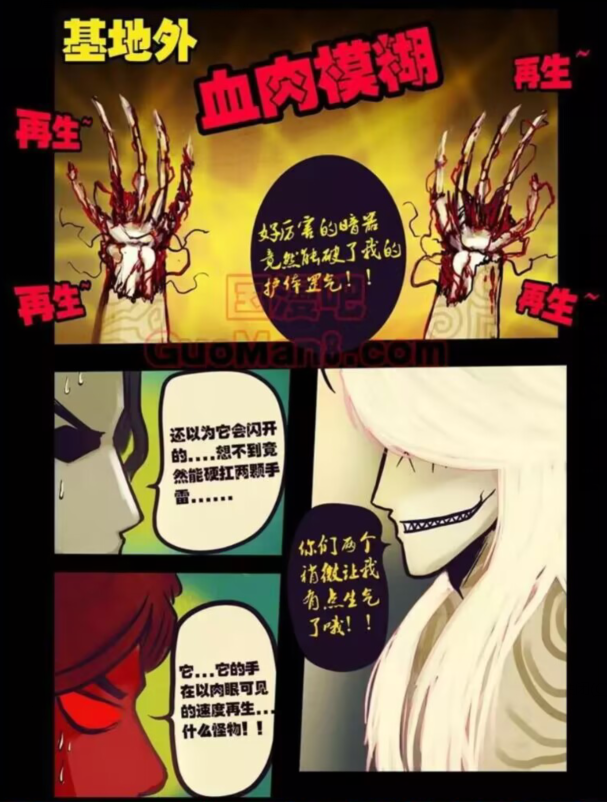 基地外
血肉模糊
再生~
再生~
好厉害的暗器
竟然能破了我的
护体罡气！！
再生~
再生~
国漫吧
GuoMan8.com
还以为它会闪开
的....想不到竟
然能硬扛两颗手
雷......
你们两个
稍微让我
有点生气
了哦！！
它...它的手
在以肉眼可见
的速度再生...
什么怪物！！